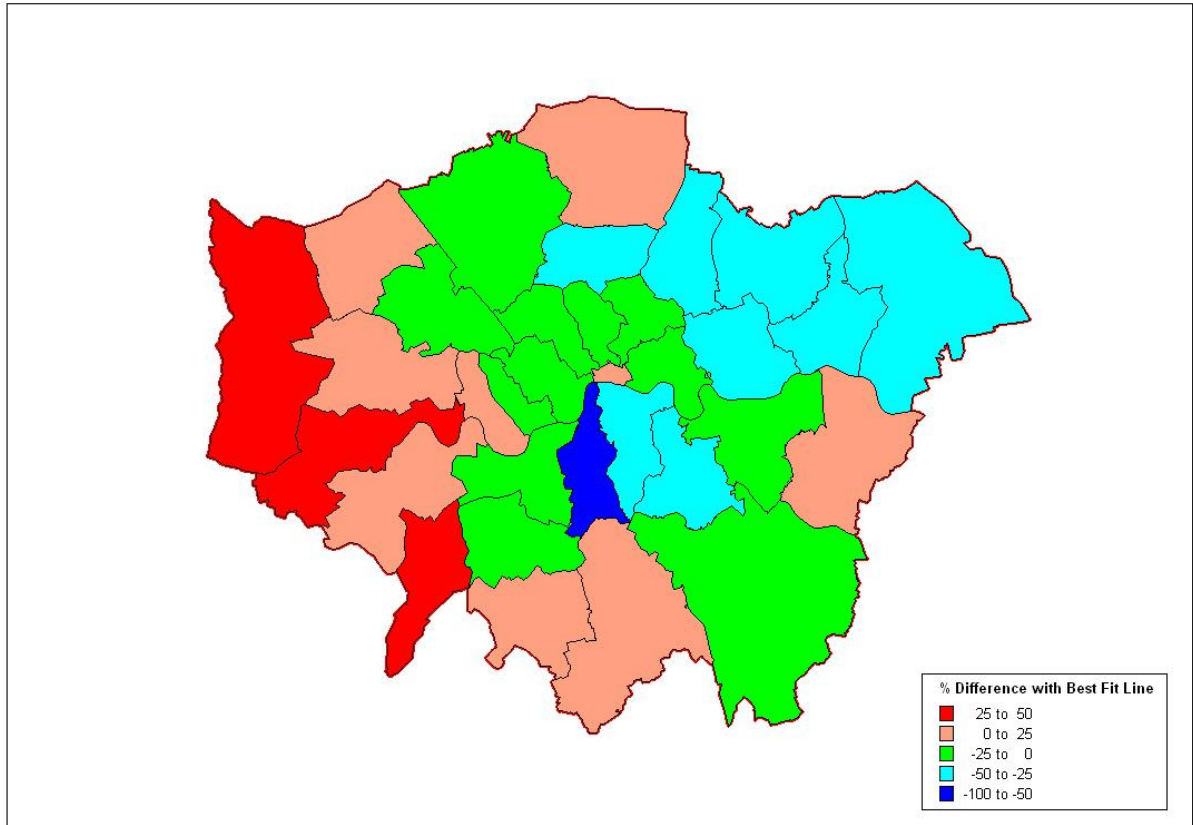 % Difference with Best Fit Line
25 to 50
0 to 25
-25 to 0
-50 to -25
-100 to -50